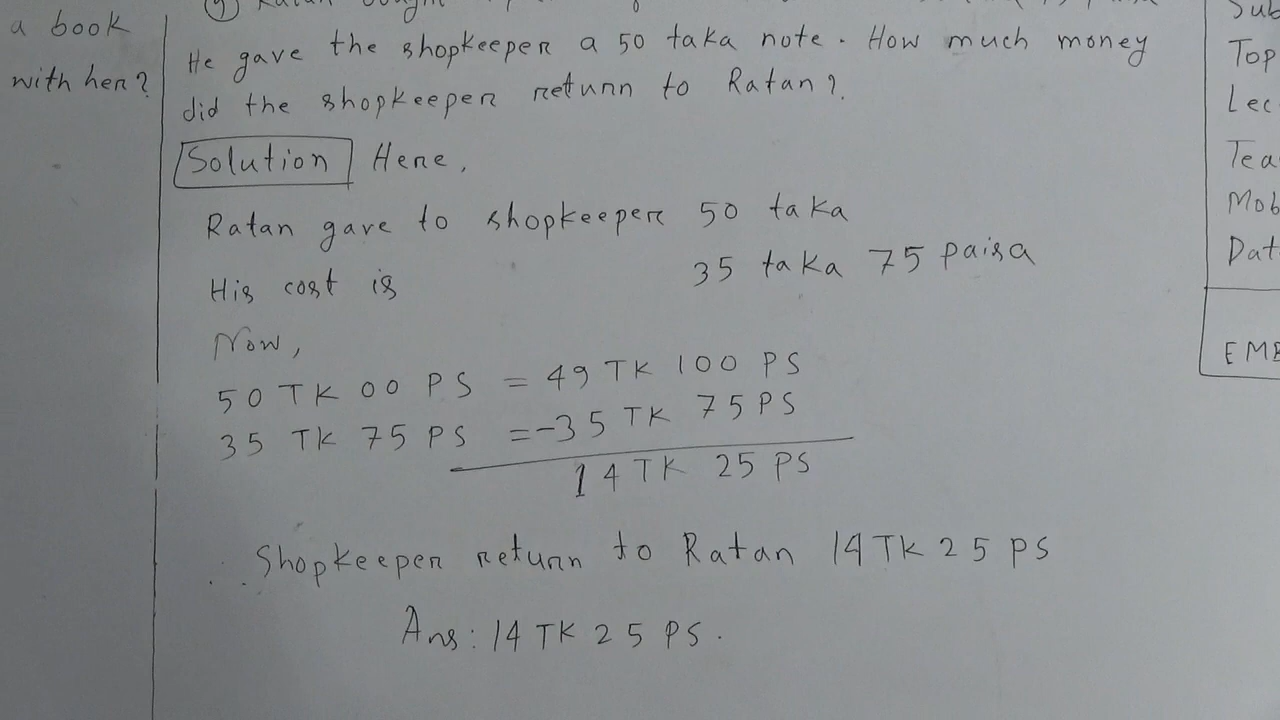 a book
with her?
He gave the shopkeeper a 50 taka note. How much money
did the shopkeeper return to Ratan?
Solution Here,
Ratan gave to shopkeeper 50 taka
His cost is 35 taka 75 paisa
Now,
50 TK 00 PS = 49 TK 100 PS
35 TK 75 PS = -35 TK 75 PS
14 TK 25 PS
∴ Shopkeeper return to Ratan 14 TK 25 PS
Ans: 14 TK 25 PS.
Sub
Top
Lec
Tea
Mob
Dat
EME